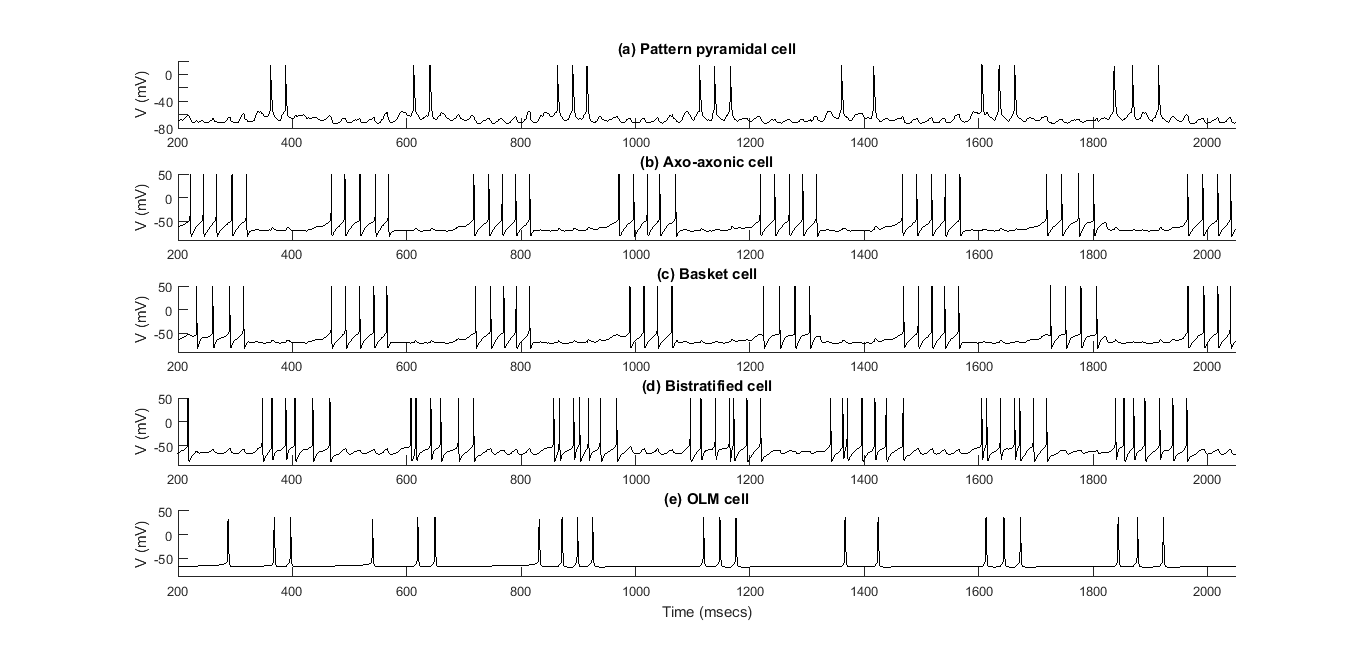 (a) Pattern pyramidal cell
V (mV)
0
-40
-80
200 400 600 800 1000 1200 1400 1600 1800 2000
(b) Axo-axonic cell
V (mV)
50
0
-50
200 400 600 800 1000 1200 1400 1600 1800 2000
(c) Basket cell
V (mV)
50
0
-50
200 400 600 800 1000 1200 1400 1600 1800 2000
(d) Bistratified cell
V (mV)
50
0
-50
200 400 600 800 1000 1200 1400 1600 1800 2000
(e) OLM cell
V (mV)
50
0
-50
200 400 600 800 1000 1200 1400 1600 1800 2000
Time (msecs)